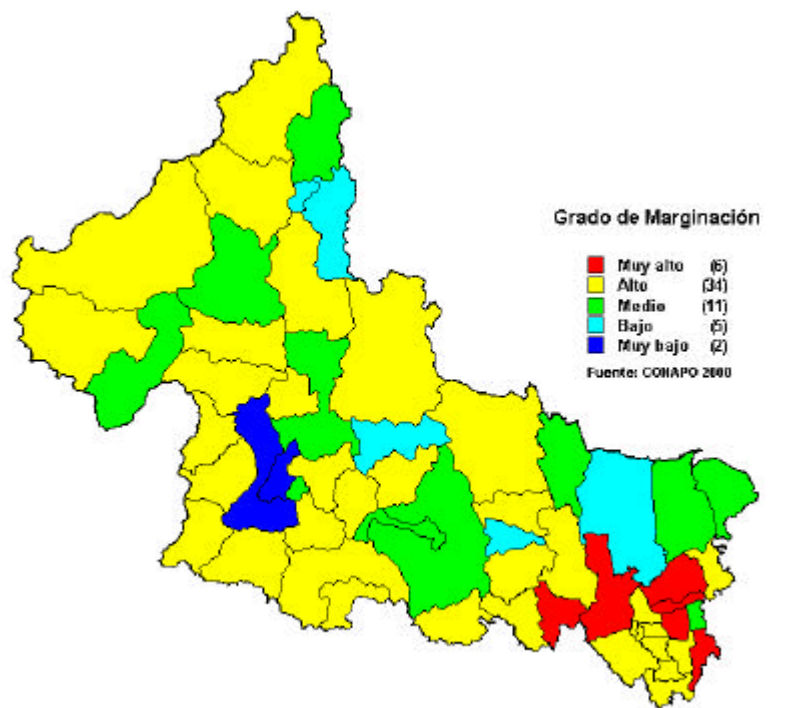 Grado de Marginación
Muy alto (6)
Alto (34)
Medio (11)
Bajo (5)
Muy bajo (2)
Fuente: CONAPO 2000